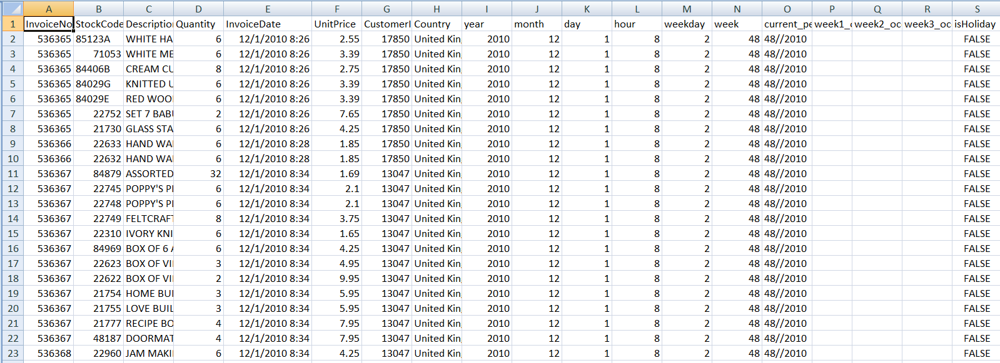 A B C D E F G H I J K L M N O P Q R S
1 InvoiceNo StockCode Description Quantity InvoiceDate UnitPrice CustomerI Country year month day hour weekday week current_pe week1_ week2_oc week3_oc isHoliday
2 536365 85123A WHITE HA 6 12/1/2010 8:26 2.55 17850 United Kin 2010 12 1 8 2 48 48//2010 FALSE
3 536365 71053 WHITE ME 6 12/1/2010 8:26 3.39 17850 United Kin 2010 12 1 8 2 48 48//2010 FALSE
4 536365 84406B CREAM CU 8 12/1/2010 8:26 2.75 17850 United Kin 2010 12 1 8 2 48 48//2010 FALSE
5 536365 84029G KNITTED U 6 12/1/2010 8:26 3.39 17850 United Kin 2010 12 1 8 2 48 48//2010 FALSE
6 536365 84029E RED WOO 6 12/1/2010 8:26 3.39 17850 United Kin 2010 12 1 8 2 48 48//2010 FALSE
7 536365 22752 SET 7 BAB 2 12/1/2010 8:26 7.65 17850 United Kin 2010 12 1 8 2 48 48//2010 FALSE
8 536365 21730 GLASS STA 6 12/1/2010 8:26 4.25 17850 United Kin 2010 12 1 8 2 48 48//2010 FALSE
9 536366 22633 HAND WA 6 12/1/2010 8:28 1.85 17850 United Kin 2010 12 1 8 2 48 48//2010 FALSE
10 536366 22632 HAND WA 6 12/1/2010 8:28 1.85 17850 United Kin 2010 12 1 8 2 48 48//2010 FALSE
11 536367 84879 ASSORTED 32 12/1/2010 8:34 1.69 13047 United Kin 2010 12 1 8 2 48 48//2010 FALSE
12 536367 22745 POPPY'S P 6 12/1/2010 8:34 2.1 13047 United Kin 2010 12 1 8 2 48 48//2010 FALSE
13 536367 22748 POPPY'S P 6 12/1/2010 8:34 2.1 13047 United Kin 2010 12 1 8 2 48 48//2010 FALSE
14 536367 22749 FELTCRAFT 8 12/1/2010 8:34 3.75 13047 United Kin 2010 12 1 8 2 48 48//2010 FALSE
15 536367 22310 IVORY KNI 6 12/1/2010 8:34 1.65 13047 United Kin 2010 12 1 8 2 48 48//2010 FALSE
16 536367 84969 BOX OF 6 A 6 12/1/2010 8:34 4.25 13047 United Kin 2010 12 1 8 2 48 48//2010 FALSE
17 536367 22623 BOX OF VI 3 12/1/2010 8:34 4.95 13047 United Kin 2010 12 1 8 2 48 48//2010 FALSE
18 536367 22622 BOX OF VI 2 12/1/2010 8:34 9.95 13047 United Kin 2010 12 1 8 2 48 48//2010 FALSE
19 536367 21754 HOME BUI 3 12/1/2010 8:34 5.95 13047 United Kin 2010 12 1 8 2 48 48//2010 FALSE
20 536367 21755 LOVE BUIL 3 12/1/2010 8:34 5.95 13047 United Kin 2010 12 1 8 2 48 48//2010 FALSE
21 536367 21777 RECIPE BO 4 12/1/2010 8:34 7.95 13047 United Kin 2010 12 1 8 2 48 48//2010 FALSE
22 536367 48187 DOORMAT 4 12/1/2010 8:34 7.95 13047 United Kin 2010 12 1 8 2 48 48//2010 FALSE
23 536368 22960 JAM MAKI 6 12/1/2010 8:34 4.25 13047 United Kin 2010 12 1 8 2 48 48//2010 FALSE